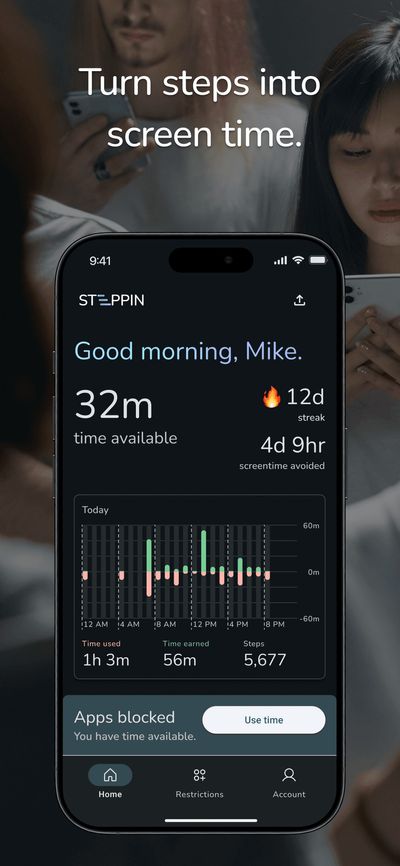 Turn steps into
screen time.
9:41
STEPPIN
Good morning, Mike.
32m
time available
🔥 12d
streak
4d 9hr
screentime avoided
Today
60m
0m
-60m
12 AM 4 AM 8 AM 12 PM 4 PM 8 PM
Time used Time earned Steps
1h 3m 56m 5,677
Apps blocked
You have time available.
Use time
Home Restrictions Account